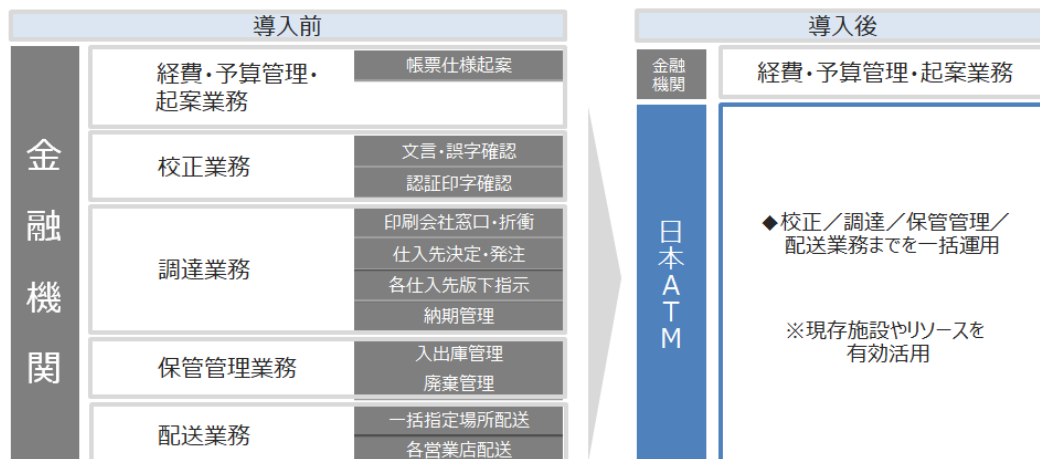 導入前
金融機関
経費・予算管理・
起案業務
帳票仕様起案
校正業務
文言・誤字確認
認証印字確認
調達業務
印刷会社窓口・折衝
仕入先決定・発注
各仕入先版下指示
納期管理
保管管理業務
入出庫管理
廃棄管理
配送業務
一括指定場所配送
各営業店配送
導入後
金融
機関
経費・予算管理・起案業務
日本ATM
◆校正／調達／保管管理／
配送業務までを一括運用
※現存施設やリソースを
有効活用